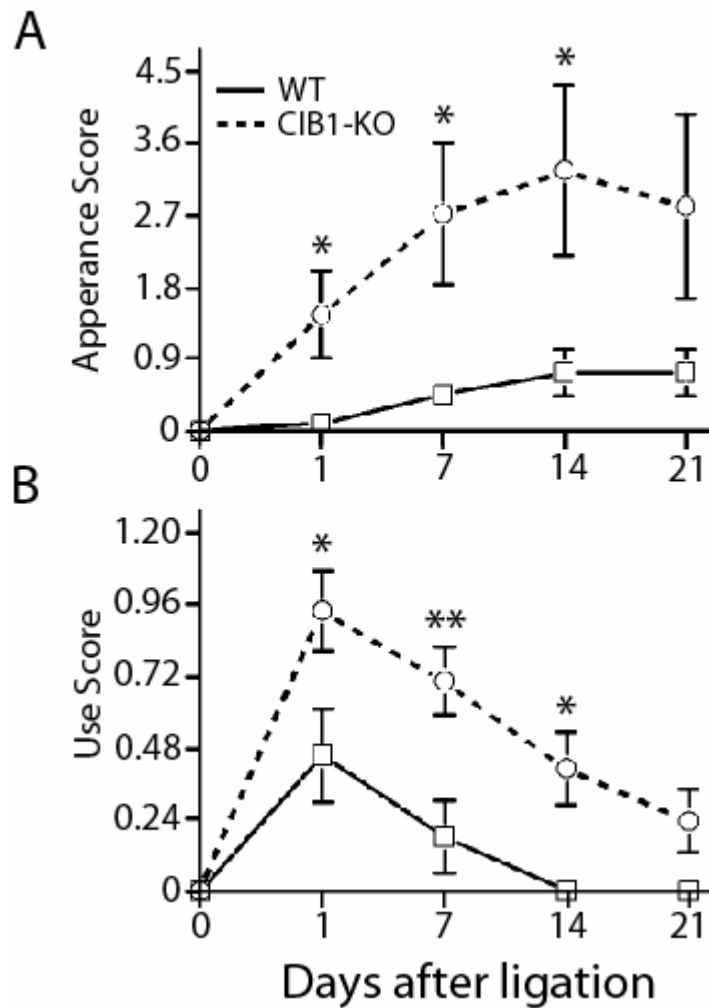 A
Apperance Score
4.5
3.6
2.7
1.8
0.9
0
WT
CIB1-KO
*
*
*
0 1 7 14 21
B
Use Score
1.20
0.96
0.72
0.48
0.24
0
*
**
*
0 1 7 14 21
Days after ligation